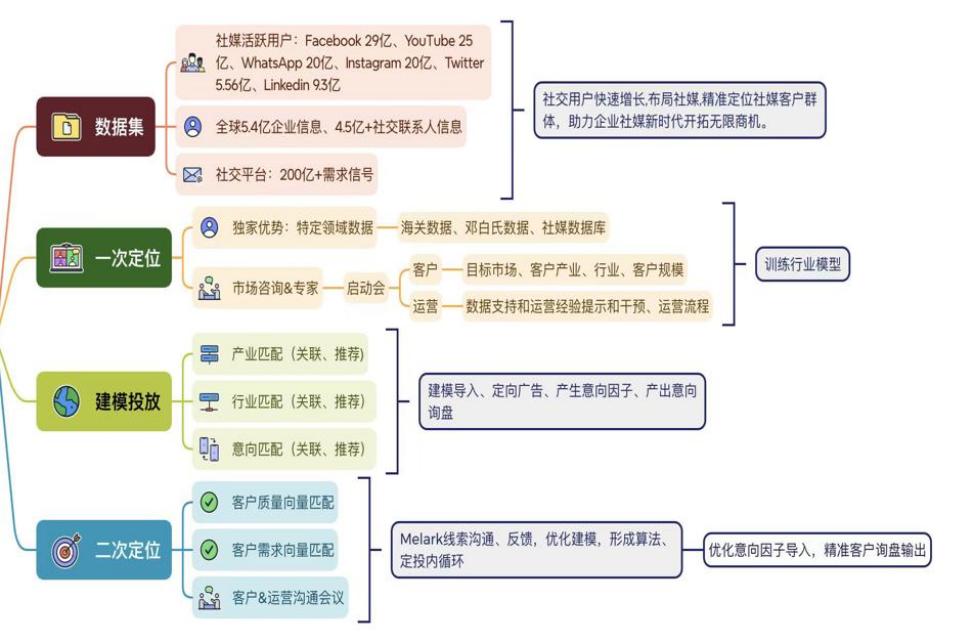 数据集
社媒活跃用户：Facebook 29亿、YouTube 25
亿、WhatsApp 20亿、Instagram 20亿、Twitter
5.56亿、Linkedin 9.3亿
全球5.4亿企业信息、4.5亿+社交联系人信息
社交平台：200亿+需求信号
社交用户快速增长,布局社媒,精准定位社媒客户群
体，助力企业社媒新时代开拓无限商机。
一次定位
独家优势：特定领域数据
海关数据、邓白氏数据、社媒数据库
市场咨询&专家
启动会
客户
目标市场、客户产业、行业、客户规模
运营
数据支持和运营经验提示和干预、运营流程
训练行业模型
建模投放
产业匹配（关联、推荐)
行业匹配（关联、推荐）
意向匹配（关联、推荐）
建模导入、定向广告、产生意向因子、产出意向
询盘
二次定位
客户质量向量匹配
客户需求向量匹配
客户&运营沟通会议
Melark线索沟通、反馈，优化建模，形成算法、
定投内循环
优化意向因子导入，精准客户询盘输出